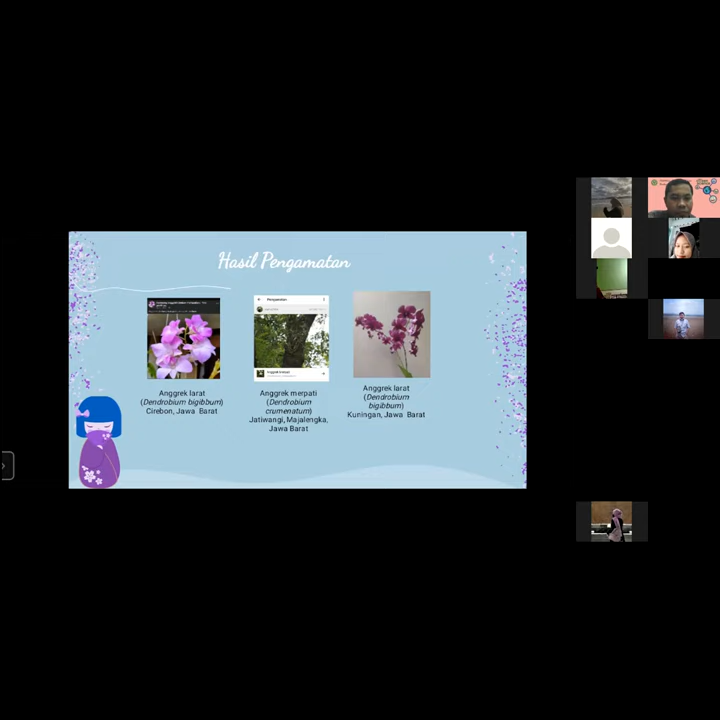 Hasil Pengamatan
Pengamatan
Anggrek larat
(Dendrobium bigibbum)
Cirebon, Jawa Barat
Anggrek merpati
(Dendrobium
crumenatum)
Jatiwangi, Majalengka,
Jawa Barat
Anggrek larat
(Dendrobium
bigibbum)
Kuningan, Jawa Barat